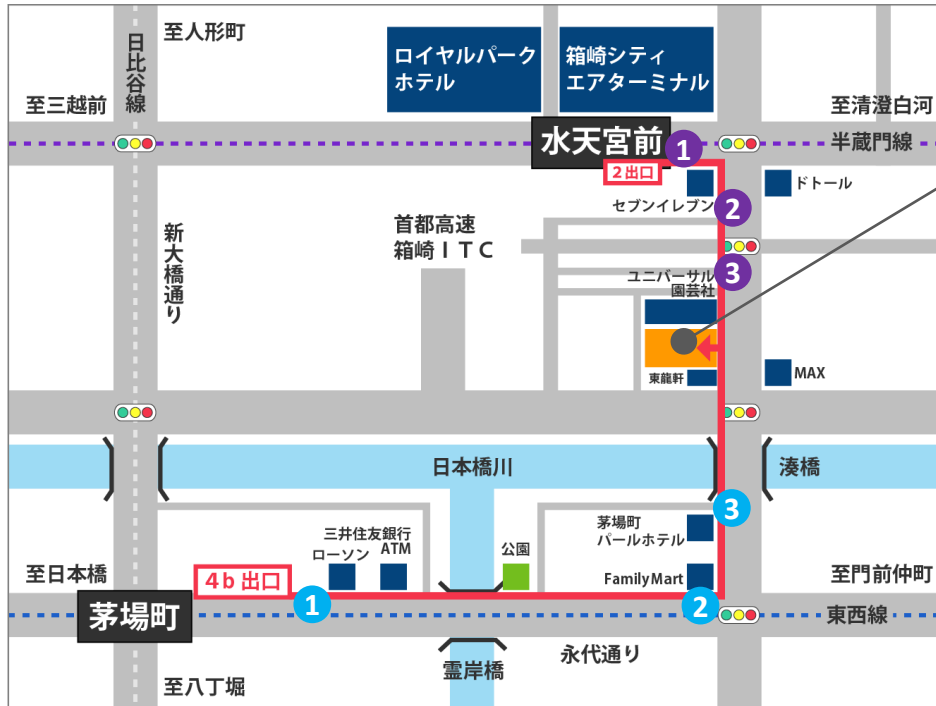 至人形町
日比谷線
ロイヤルパーク
ホテル
箱崎シティ
エアターミナル
至三越前
至清澄白河
水天宮前
1
半蔵門線
2出口
ドトール
セブンイレブン
2
新大橋通り
首都高速
箱崎ITC
3
ユニバーサル
園芸社
東龍軒
MAX
日本橋川
湊橋
3
茅場町
パールホテル
三井住友銀行
ATM
ローソン
公園
至日本橋
4b 出口
FamilyMart
至門前仲町
1
2
茅場町
東西線
永代通り
霊岸橋
至八丁堀